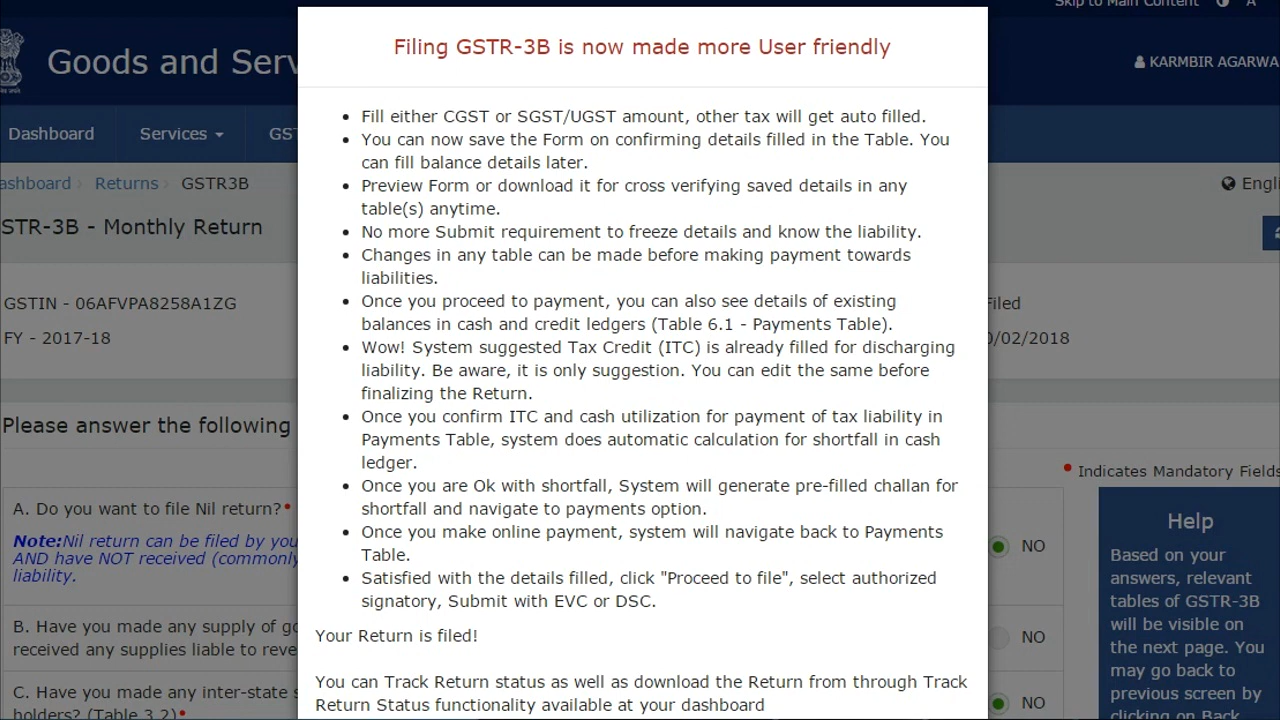 Skip to Main Content A
Goods and Serv
KARMBIR AGARWA
Dashboard Services GST
ashboard Returns GSTR3B
Engli
STR-3B - Monthly Return
GSTIN - 06AFVPA8258A1ZG
Filed
FY - 2017-18
0/02/2018
Please answer the following
• Indicates Mandatory Fields
A. Do you want to file Nil return?•
Note:Nil return can be filed by you
AND have NOT received (commonly
liability.
NO
B. Have you made any supply of go
received any supplies liable to reve
NO
C. Have you made any inter-state s
holders? (Table 3.2)•
NO
Filing GSTR-3B is now made more User friendly
• Fill either CGST or SGST/UGST amount, other tax will get auto filled.
• You can now save the Form on confirming details filled in the Table. You
can fill balance details later.
• Preview Form or download it for cross verifying saved details in any
table(s) anytime.
• No more Submit requirement to freeze details and know the liability.
• Changes in any table can be made before making payment towards
liabilities.
• Once you proceed to payment, you can also see details of existing
balances in cash and credit ledgers (Table 6.1 - Payments Table).
• Wow! System suggested Tax Credit (ITC) is already filled for discharging
liability. Be aware, it is only suggestion. You can edit the same before
finalizing the Return.
• Once you confirm ITC and cash utilization for payment of tax liability in
Payments Table, system does automatic calculation for shortfall in cash
ledger.
• Once you are Ok with shortfall, System will generate pre-filled challan for
shortfall and navigate to payments option.
• Once you make online payment, system will navigate back to Payments
Table.
• Satisfied with the details filled, click "Proceed to file", select authorized
signatory, Submit with EVC or DSC.
Your Return is filed!
You can Track Return status as well as download the Return from through Track
Return Status functionality available at your dashboard
Help
Based on your
answers, relevant
tables of GSTR-3B
will be visible on
the next page. You
may go back to
previous screen by
clicking on Back